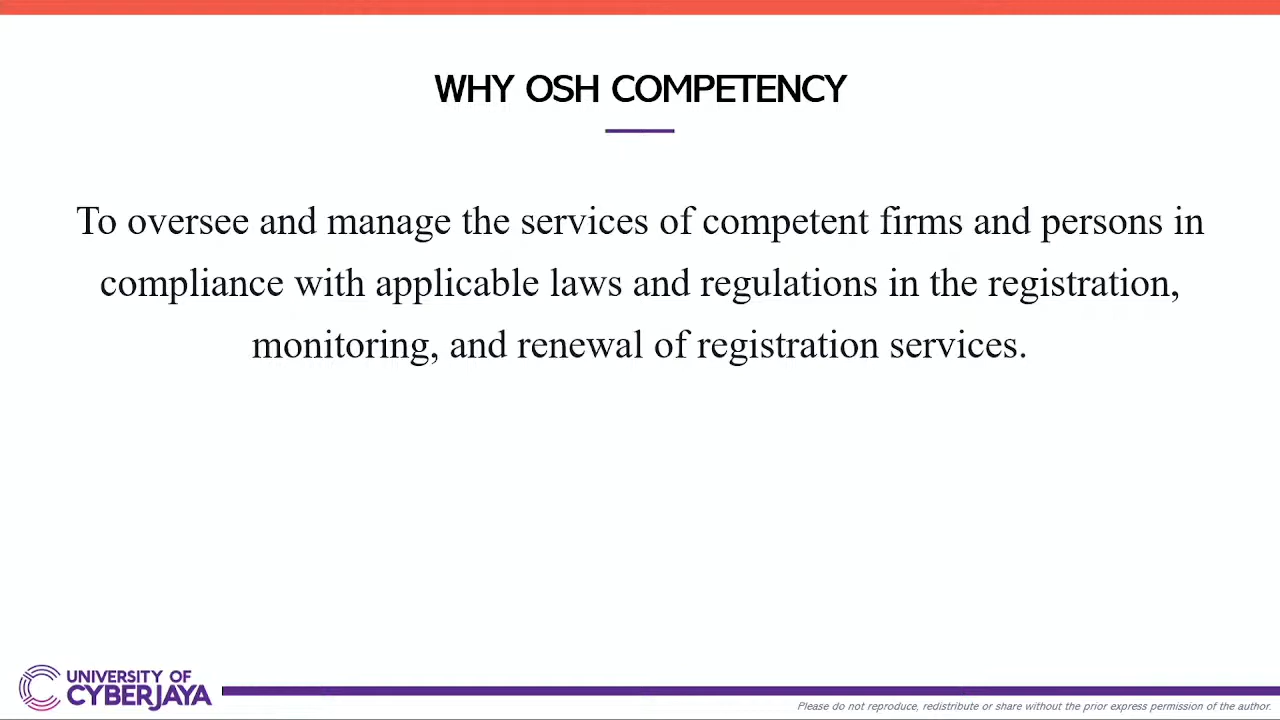 WHY OSH COMPETENCY
To oversee and manage the services of competent firms and persons in
compliance with applicable laws and regulations in the registration,
monitoring, and renewal of registration services.
UNIVERSITY OF
CYBERJAYA
Please do not reproduce, redistribute or share without the prior express permission of the author.